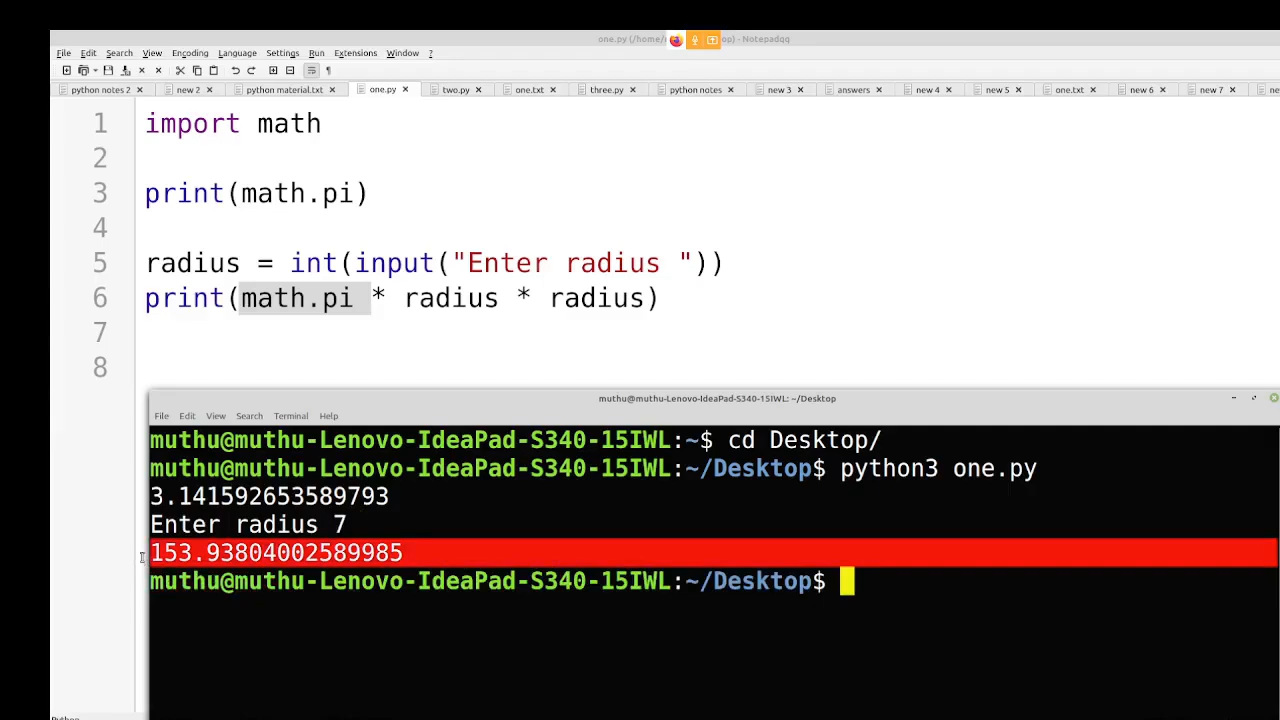 one.py (/home/ op) - Notepadqq
File Edit Search View Encoding Language Settings Run Extensions Window ?
python notes 2 new 2 python material.txt one.py two.py one.txt three.py python notes new 3 answers new 4 new 5 one.txt new 6 new 7
1 import math
2
3 print(math.pi)
4
5 radius = int(input("Enter radius "))
6 print(math.pi * radius * radius)
7
8
muthu@muthu-Lenovo-IdeaPad-S340-15IWL: ~/Desktop
File Edit View Search Terminal Help
muthu@muthu-Lenovo-IdeaPad-S340-15IWL:~$ cd Desktop/
muthu@muthu-Lenovo-IdeaPad-S340-15IWL:~/Desktop$ python3 one.py
3.141592653589793
Enter radius 7
153.93804002589985
muthu@muthu-Lenovo-IdeaPad-S340-15IWL:~/Desktop$